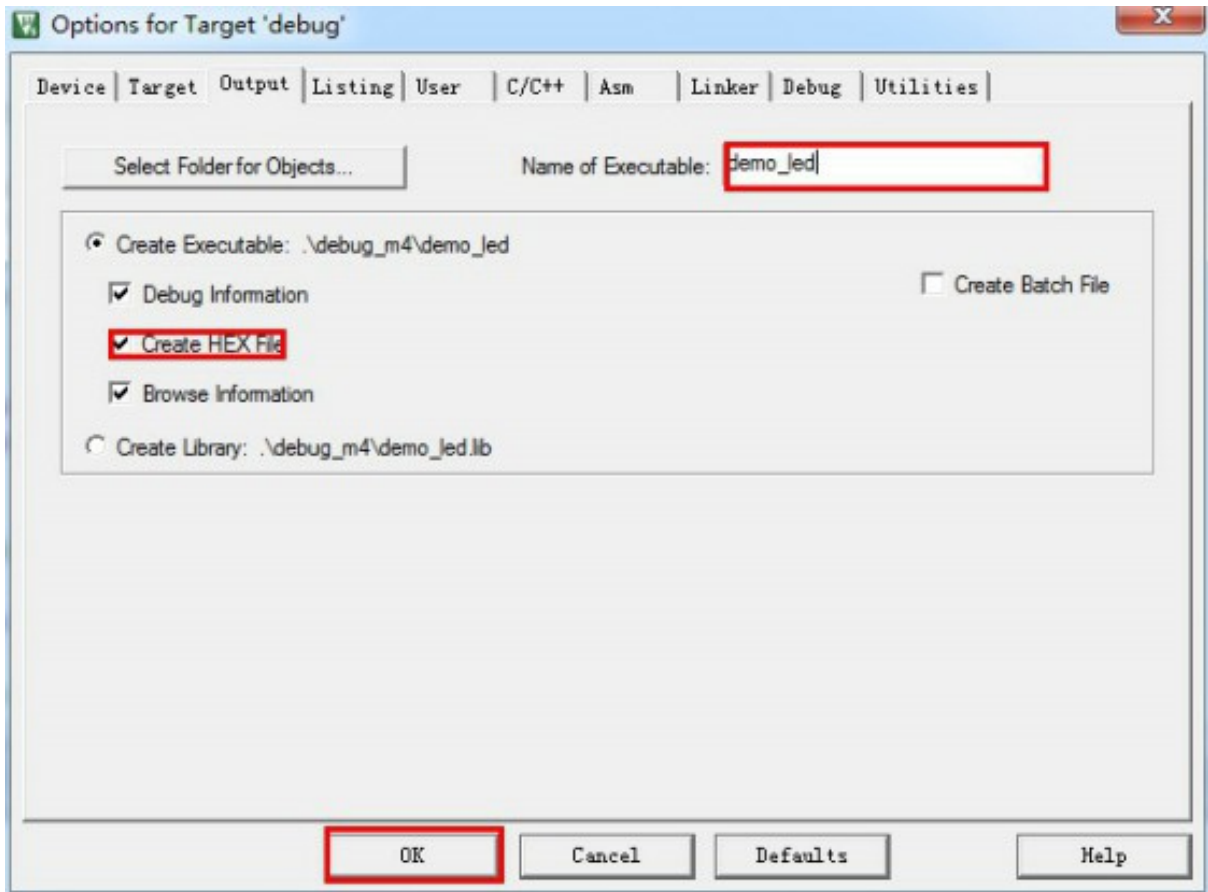 Options for Target 'debug'
Device Target Output Listing User C/C++ Asm Linker Debug Utilities
Select Folder for Objects... Name of Executable: demo_led
Create Executable: .\debug_m4\demo_led
Debug Information Create Batch File
Create HEX File
Browse Information
Create Library: .\debug_m4\demo_led.lib
OK Cancel Defaults Help